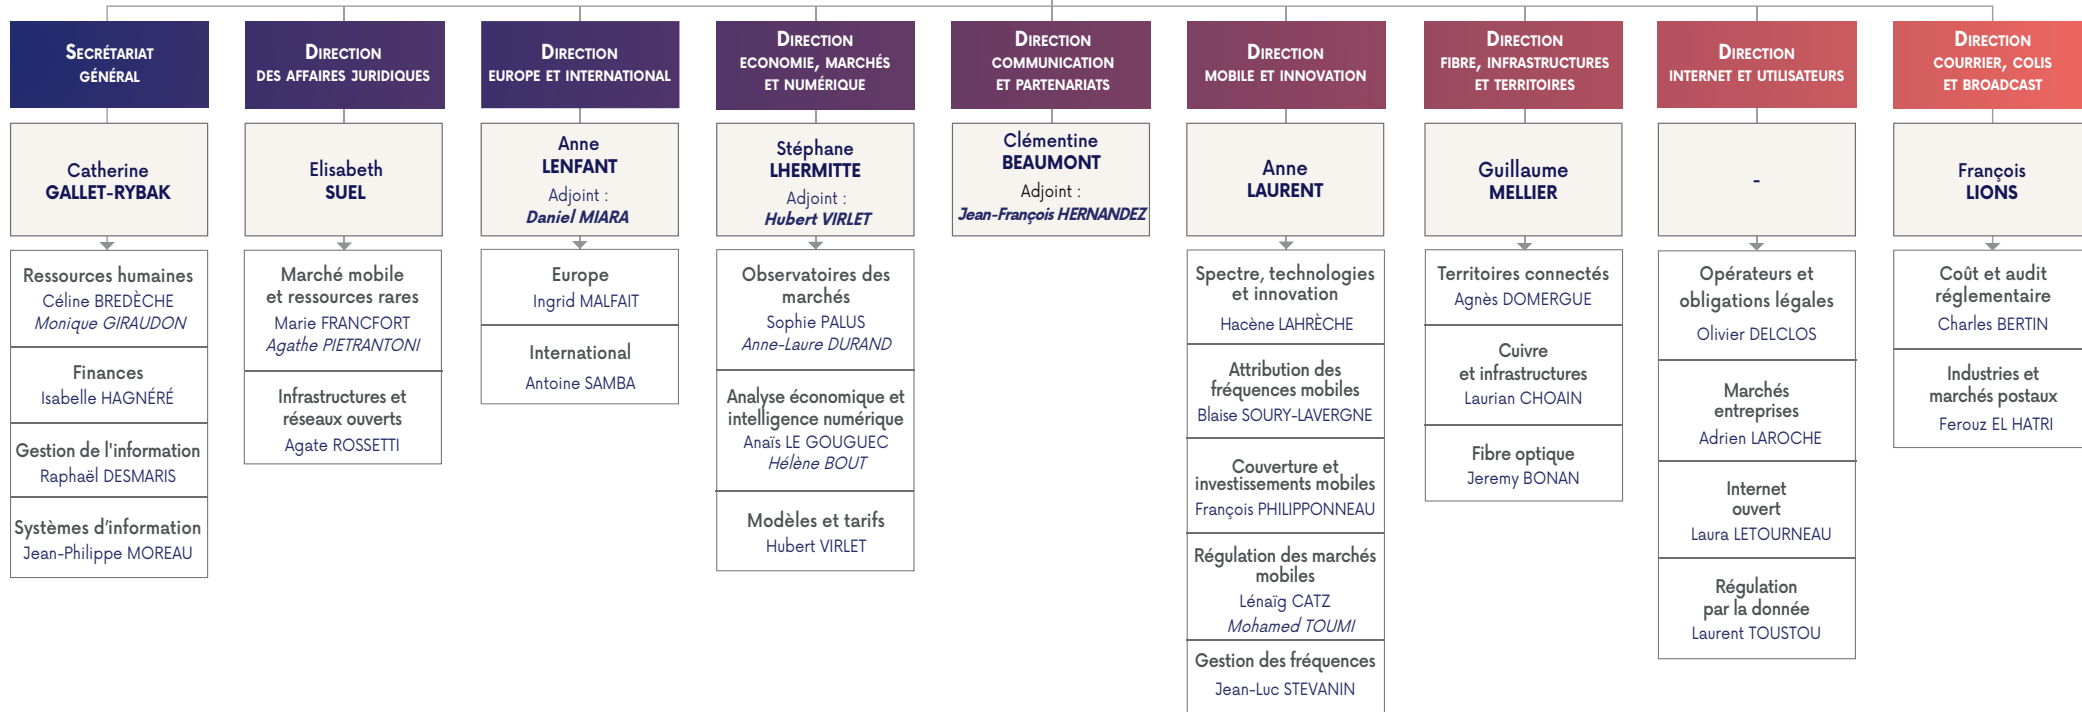 SECRÉTARIAT
GÉNÉRAL
Catherine
GALLET-RYBAK
Ressources humaines
Céline BREDÈCHE
Monique GIRAUDON
Finances
Isabelle HAGNÉRÉ
Gestion de l'information
Raphaël DESMARIS
Systèmes d’information
Jean-Philippe MOREAU
DIRECTION
DES AFFAIRES JURIDIQUES
Elisabeth
SUEL
Marché mobile
et ressources rares
Marie FRANCFORT
Agathe PIETRANTONI
Infrastructures et
réseaux ouverts
Agate ROSSETTI
DIRECTION
EUROPE ET INTERNATIONAL
Anne
LENFANT
Adjoint :
Daniel MIARA
Europe
Ingrid MALFAIT
International
Antoine SAMBA
DIRECTION
ECONOMIE, MARCHÉS
ET NUMÉRIQUE
Stéphane
LHERMITTE
Adjoint :
Hubert VIRLET
Observatoires des
marchés
Sophie PALUS
Anne-Laure DURAND
Analyse économique et
intelligence numérique
Anaïs LE GOUGUEC
Hélène BOUT
Modèles et tarifs
Hubert VIRLET
DIRECTION
COMMUNICATION
ET PARTENARIATS
Clémentine
BEAUMONT
Adjoint :
Jean-François HERNANDEZ
DIRECTION
MOBILE ET INNOVATION
Anne
LAURENT
Spectre, technologies
et innovation
Hacène LAHRÈCHE
Attribution des
fréquences mobiles
Blaise SOURY-LAVERGNE
Couverture et
investissements mobiles
François PHILIPPONNEAU
Régulation des marchés
mobiles
Lénaïg CATZ
Mohamed TOUMI
Gestion des fréquences
Jean-Luc STEVANIN
DIRECTION
FIBRE, INFRASTRUCTURES
ET TERRITOIRES
Guillaume
MELLIER
Territoires connectés
Agnès DOMERGUE
Cuivre
et infrastructures
Laurian CHOAIN
Fibre optique
Jeremy BONAN
DIRECTION
INTERNET ET UTILISATEURS
-
Opérateurs et
obligations légales
Olivier DELCLOS
Marchés
entreprises
Adrien LAROCHE
Internet
ouvert
Laura LETOURNEAU
Régulation
par la donnée
Laurent TOUSTOU
DIRECTION
COURRIER, COLIS
ET BROADCAST
François
LIONS
Coût et audit
réglementaire
Charles BERTIN
Industries et
marchés postaux
Ferouz EL HATRI